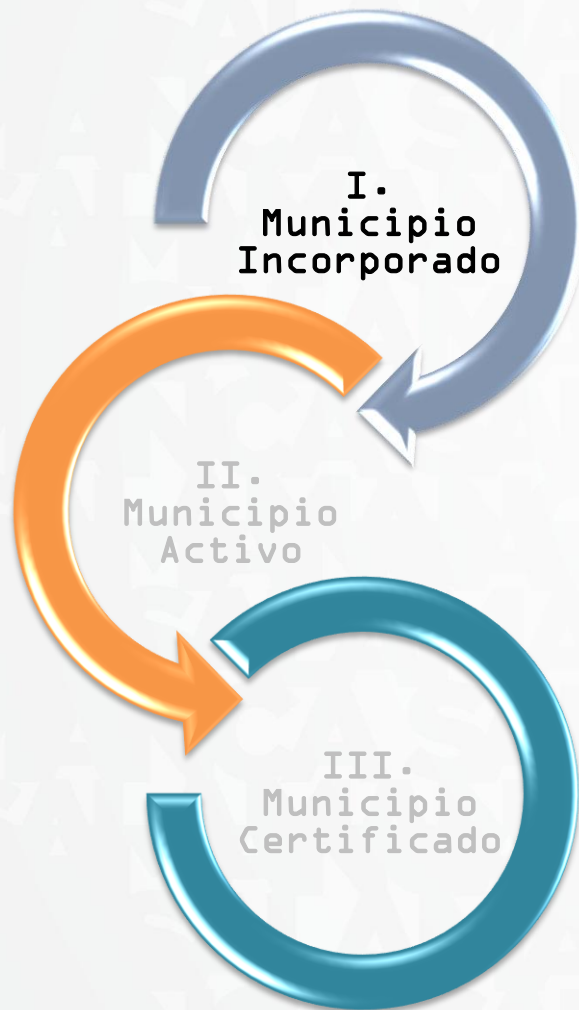 I.
Municipio
Incorporado
II.
Municipio
Activo
III.
Municipio
Certificado